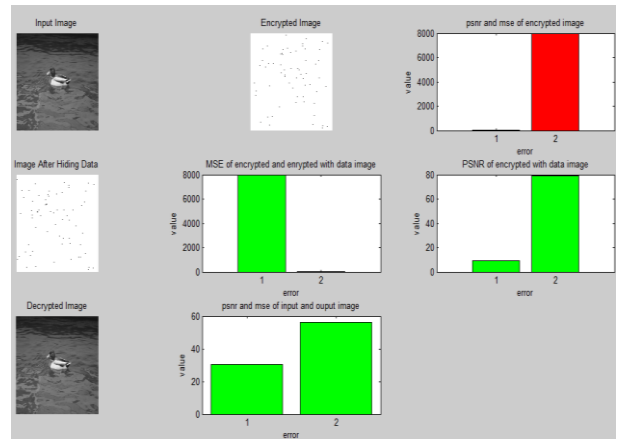 Input Image
Encrypted Image
psnr and mse of encrypted image
8000
6000
4000
2000
0
value
1 2
error
Image After Hiding Data
MSE of encrypted and enrypted with data image
8000
6000
4000
2000
0
value
1 2
error
PSNR of encrypted with data image
80
60
40
20
0
value
1 2
error
Decrypted Image
psnr and mse of input and ouput image
60
40
20
0
value
1 2
error